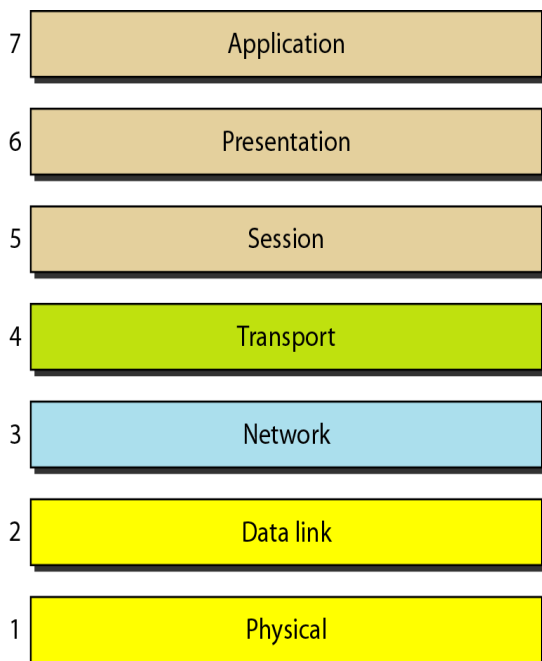 7 Application
6 Presentation
5 Session
4 Transport
3 Network
2 Data link
1 Physical